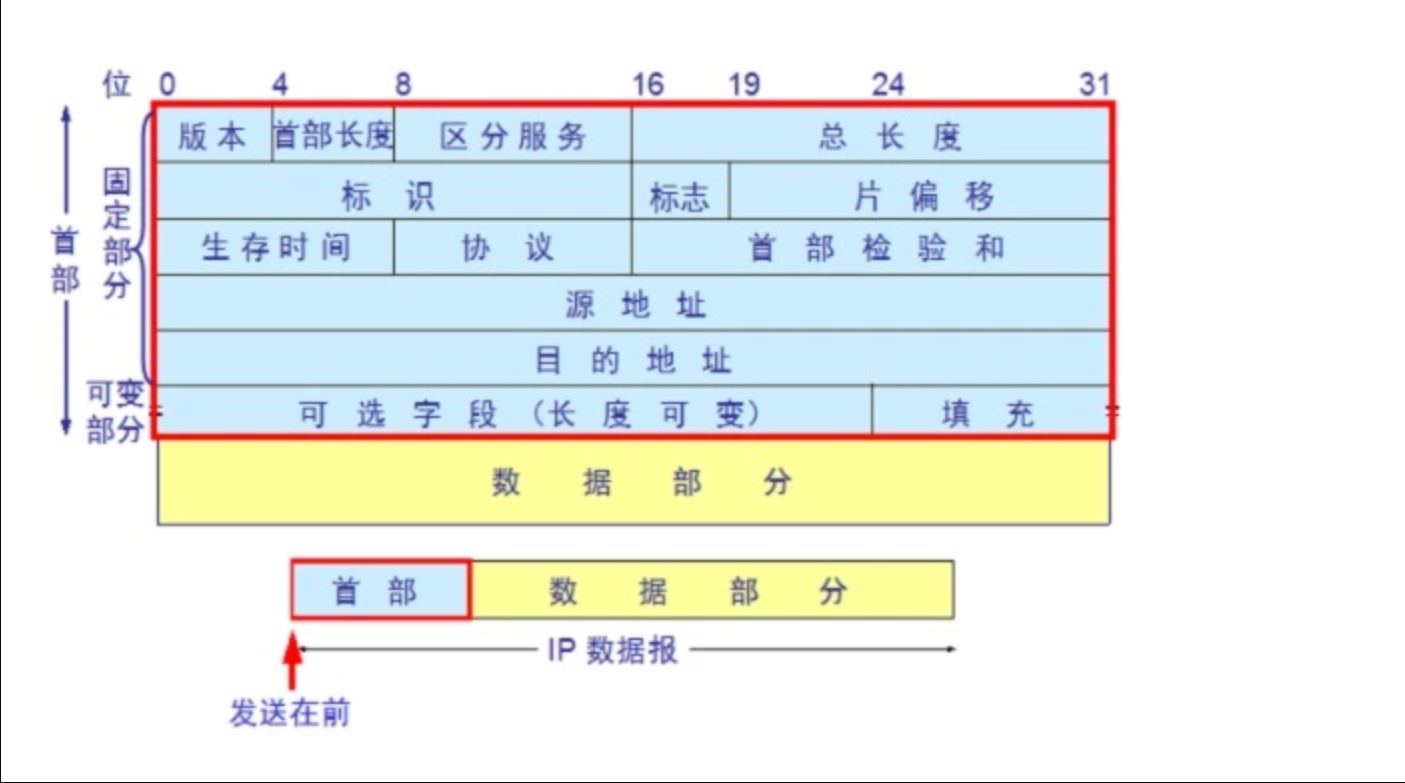 位 0 4 8 16 19 24 31
版本 首部长度 区分服务 总长度
标识 标志 片偏移
生存时间 协议 首部检验和
源地址
目的地址
可选字段（长度可变） 填充
数据部分
首部
固定部分
可变部分
首部 数据部分
IP 数据报
发送在前